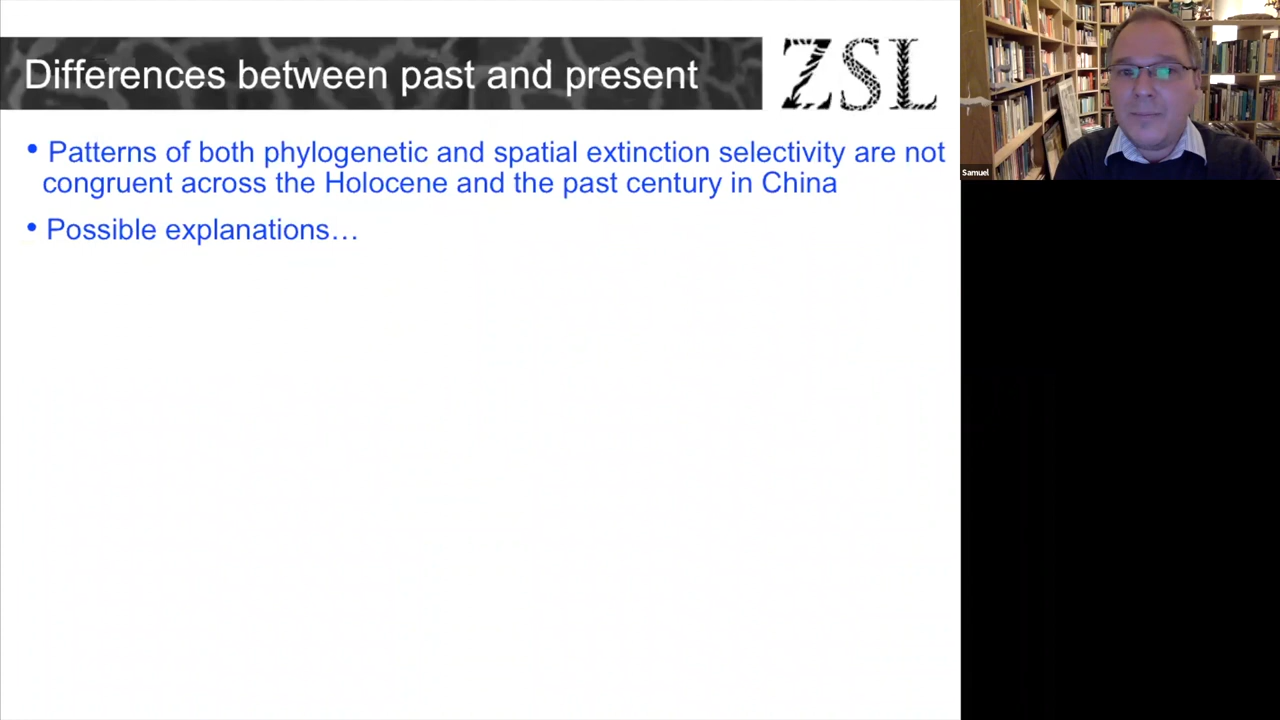 Differences between past and present
ZSL
• Patterns of both phylogenetic and spatial extinction selectivity are not
congruent across the Holocene and the past century in China
• Possible explanations…
Samuel